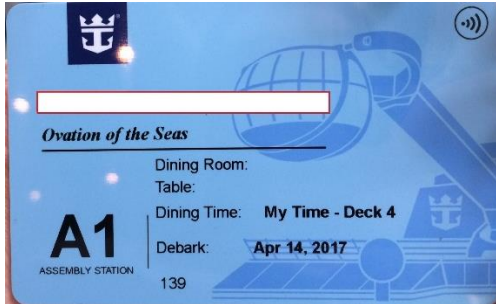 Ovation of the Seas
Dining Room:
Table:
Dining Time: My Time - Deck 4
A1
Debark: Apr 14, 2017
ASSEMBLY STATION
139